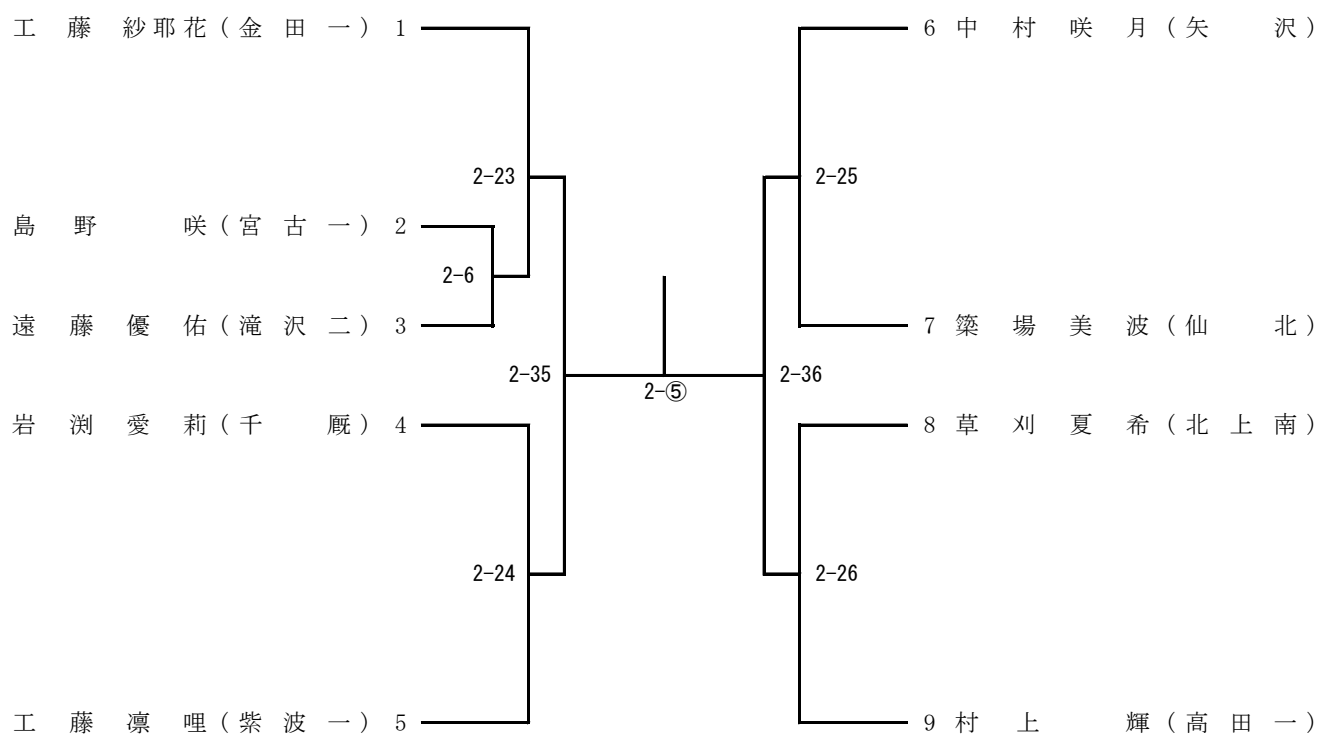 工藤紗耶花(金田一) 1
2-23
島野咲(宮古一) 2
2-6
遠藤優佑(滝沢二) 3
2-35
岩渕愛莉(千厩) 4
2-24
工藤凛哩(紫波一) 5
2-⑤
6 中村咲月(矢沢)
2-25
7 簗場美波(仙北)
2-36
8 草刈夏希(北上南)
2-26
9 村上輝(高田一)